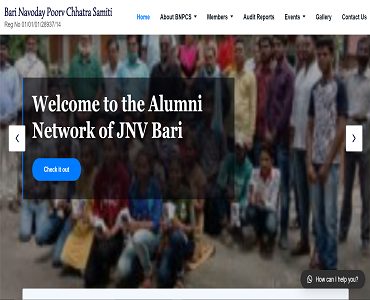 Bari Navoday Poorv Chhatra Samiti
Reg No 01/01/01/28937/14
Home About BNPCS Members Audit Reports Events Gallery Contact Us
Welcome to the Alumni
Network of JNV Bari
Check it out
How can I help you?